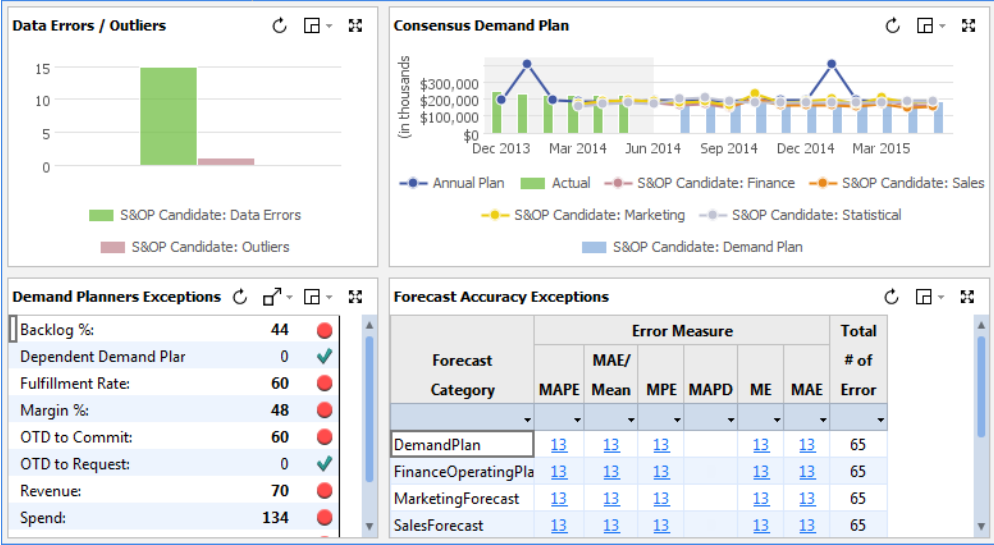 Data Errors / Outliers
15
10
5
0
S&OP Candidate: Data Errors
S&OP Candidate: Outliers
Consensus Demand Plan
(in thousands
$300,000
$200,000
$100,000
$0
Dec 2013 Mar 2014 Jun 2014 Sep 2014 Dec 2014 Mar 2015
Annual Plan Actual S&OP Candidate: Finance S&OP Candidate: Sales
S&OP Candidate: Marketing S&OP Candidate: Statistical
S&OP Candidate: Demand Plan
Demand Planners Exceptions
Backlog %: 44
Dependent Demand Plar 0
Fulfillment Rate: 60
Margin %: 48
OTD to Commit: 60
OTD to Request: 0
Revenue: 70
Spend: 134
Forecast Accuracy Exceptions
Error Measure Total
Forecast MAE/ # of
Category MAPE Mean MPE MAPD ME MAE Error
DemandPlan 13 13 13 13 13 65
FinanceOperatingPla 13 13 13 13 13 65
MarketingForecast 13 13 13 13 13 65
SalesForecast 13 13 13 13 13 65